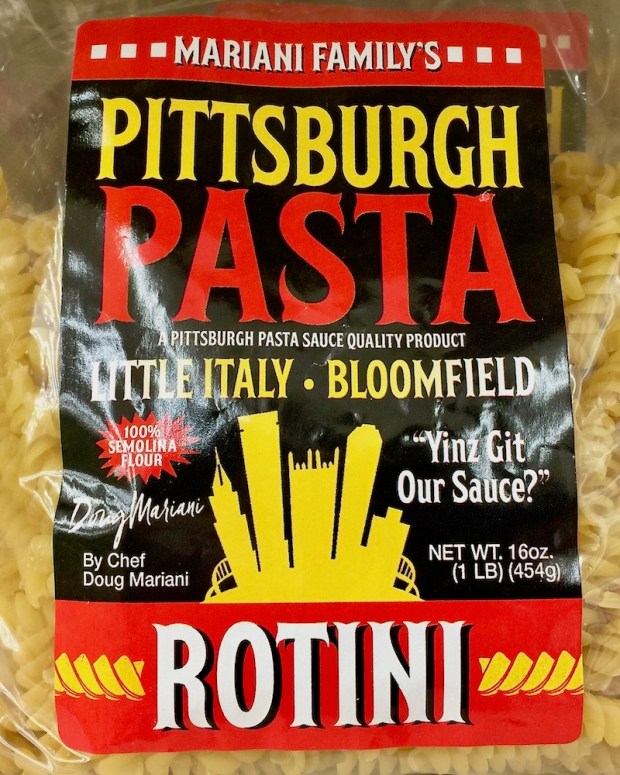 MARIANI FAMILY'S
PITTSBURGH
PASTA
A PITTSBURGH PASTA SAUCE QUALITY PRODUCT
LITTLE ITALY • BLOOMFIELD
100%
SEMOLINA
FLOUR
"Yinz Git
Our Sauce?"
Doug Mariani
By Chef
Doug Mariani
NET WT. 16oz.
(1 LB) (454g)
ROTINI